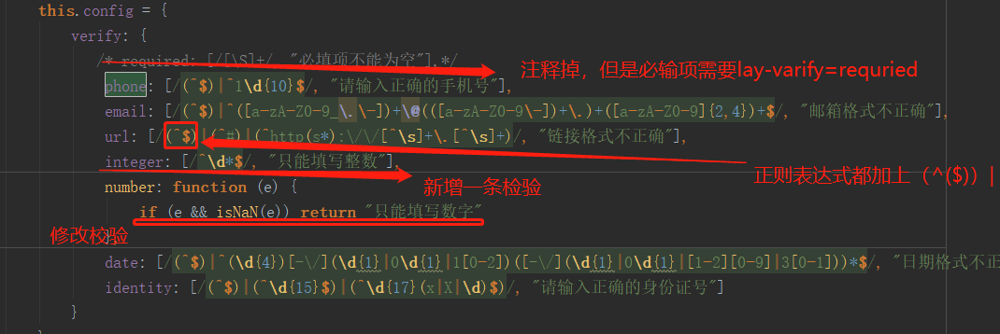 this.config = {
verify: {
/* required: [/[\S]+/, "必填项不能为空"],*/
注释掉，但是必输项需要lay-varify=requried
phone: [/(^$)|^1\d{10}$/, "请输入正确的手机号"],
email: [/(^$)|^([a-zA-Z0-9_\.\-])+\@(([a-zA-Z0-9\-])+\.)+([a-zA-Z0-9]{2,4})+$/, "邮箱格式不正确"],
url: [/(^$)|(^#)|(^http(s*):\/\/[^\s]+\.[^\s]+)/, "链接格式不正确"],
integer: [/^\d*$/, "只能填写整数"],
正则表达式都加上（^($)）|
number: function (e) {
新增一条检验
if (e && isNaN(e)) return "只能填写数字"
修改校验
date: [/(^$)|^(\d{4})[-\/](\d{1}|0\d{1}|1[0-2])([-\/](\d{1}|0\d{1}|[1-2][0-9]|3[0-1]))*$/, "日期格式不正
identity: [/(^$)|(^\d{15}$)|(^\d{17}(x|X|\d)$)/, "请输入正确的身份证号"]
}